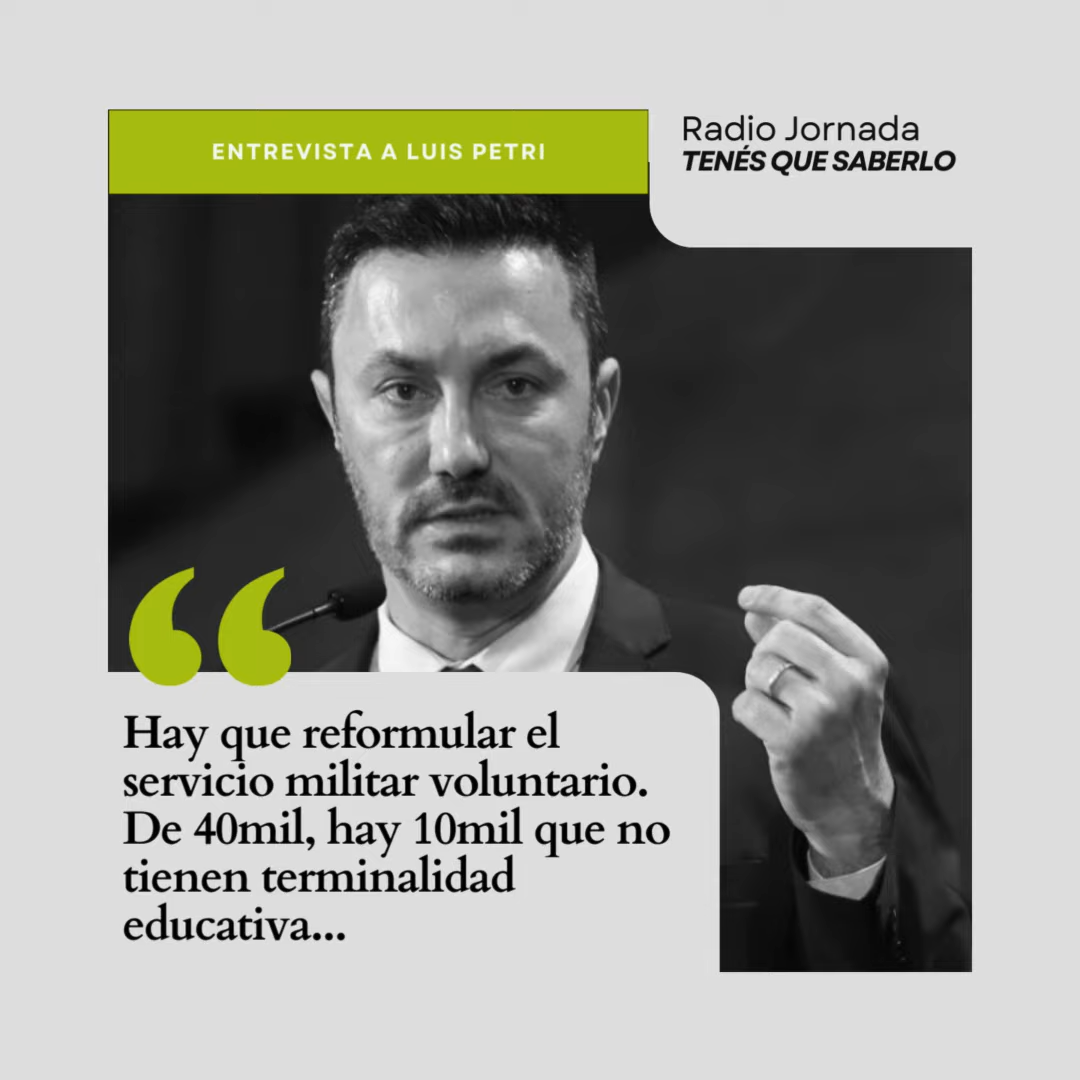 ENTREVISTA A LUIS PETRI
Radio Jornada
TENÉS QUE SABERLO
“
Hay que reformular el
servicio militar voluntario.
De 40mil, hay 10mil que no
tienen terminalidad
educativa...